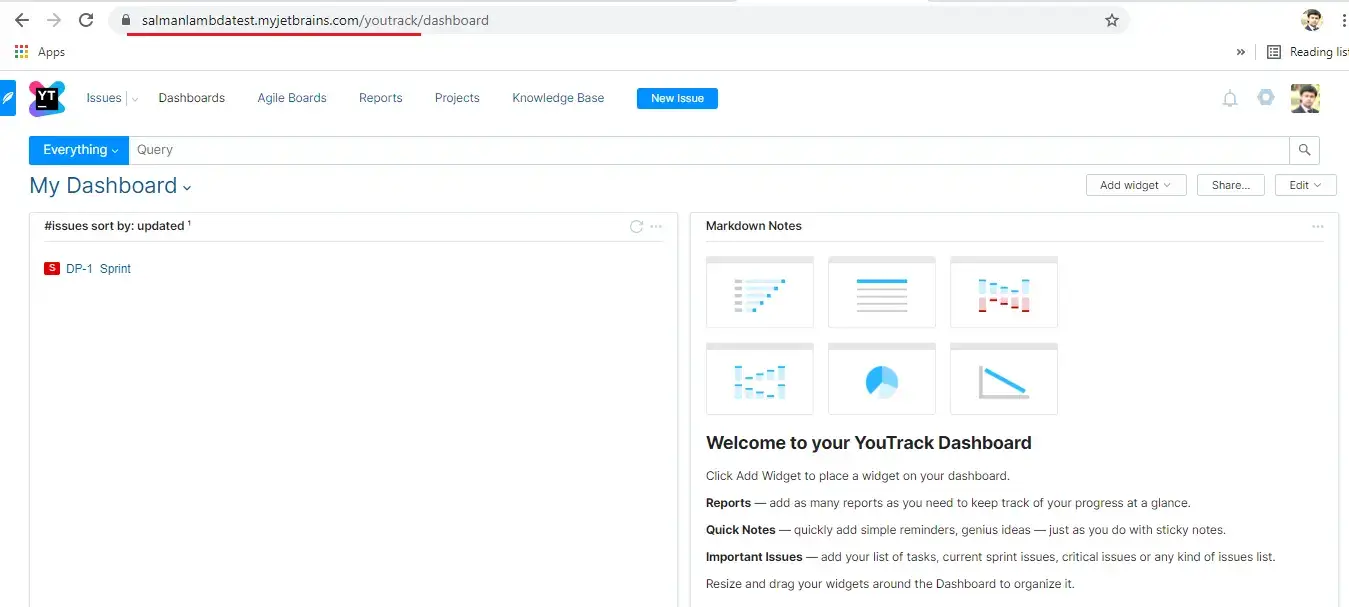 salmanlambdatest.myjetbrains.com/youtrack/dashboard
Apps » Reading list
YT Issues Dashboards Agile Boards Reports Projects Knowledge Base New Issue
Everything Query
My Dashboard Add widget Share... Edit
#issues sort by: updated 1
Markdown Notes
S DP-1 Sprint
Welcome to your YouTrack Dashboard
Click Add Widget to place a widget on your dashboard.
Reports — add as many reports as you need to keep track of your progress at a glance.
Quick Notes — quickly add simple reminders, genius ideas — just as you do with sticky notes.
Important Issues — add your list of tasks, current sprint issues, critical issues or any kind of issues list.
Resize and drag your widgets around the Dashboard to organize it.